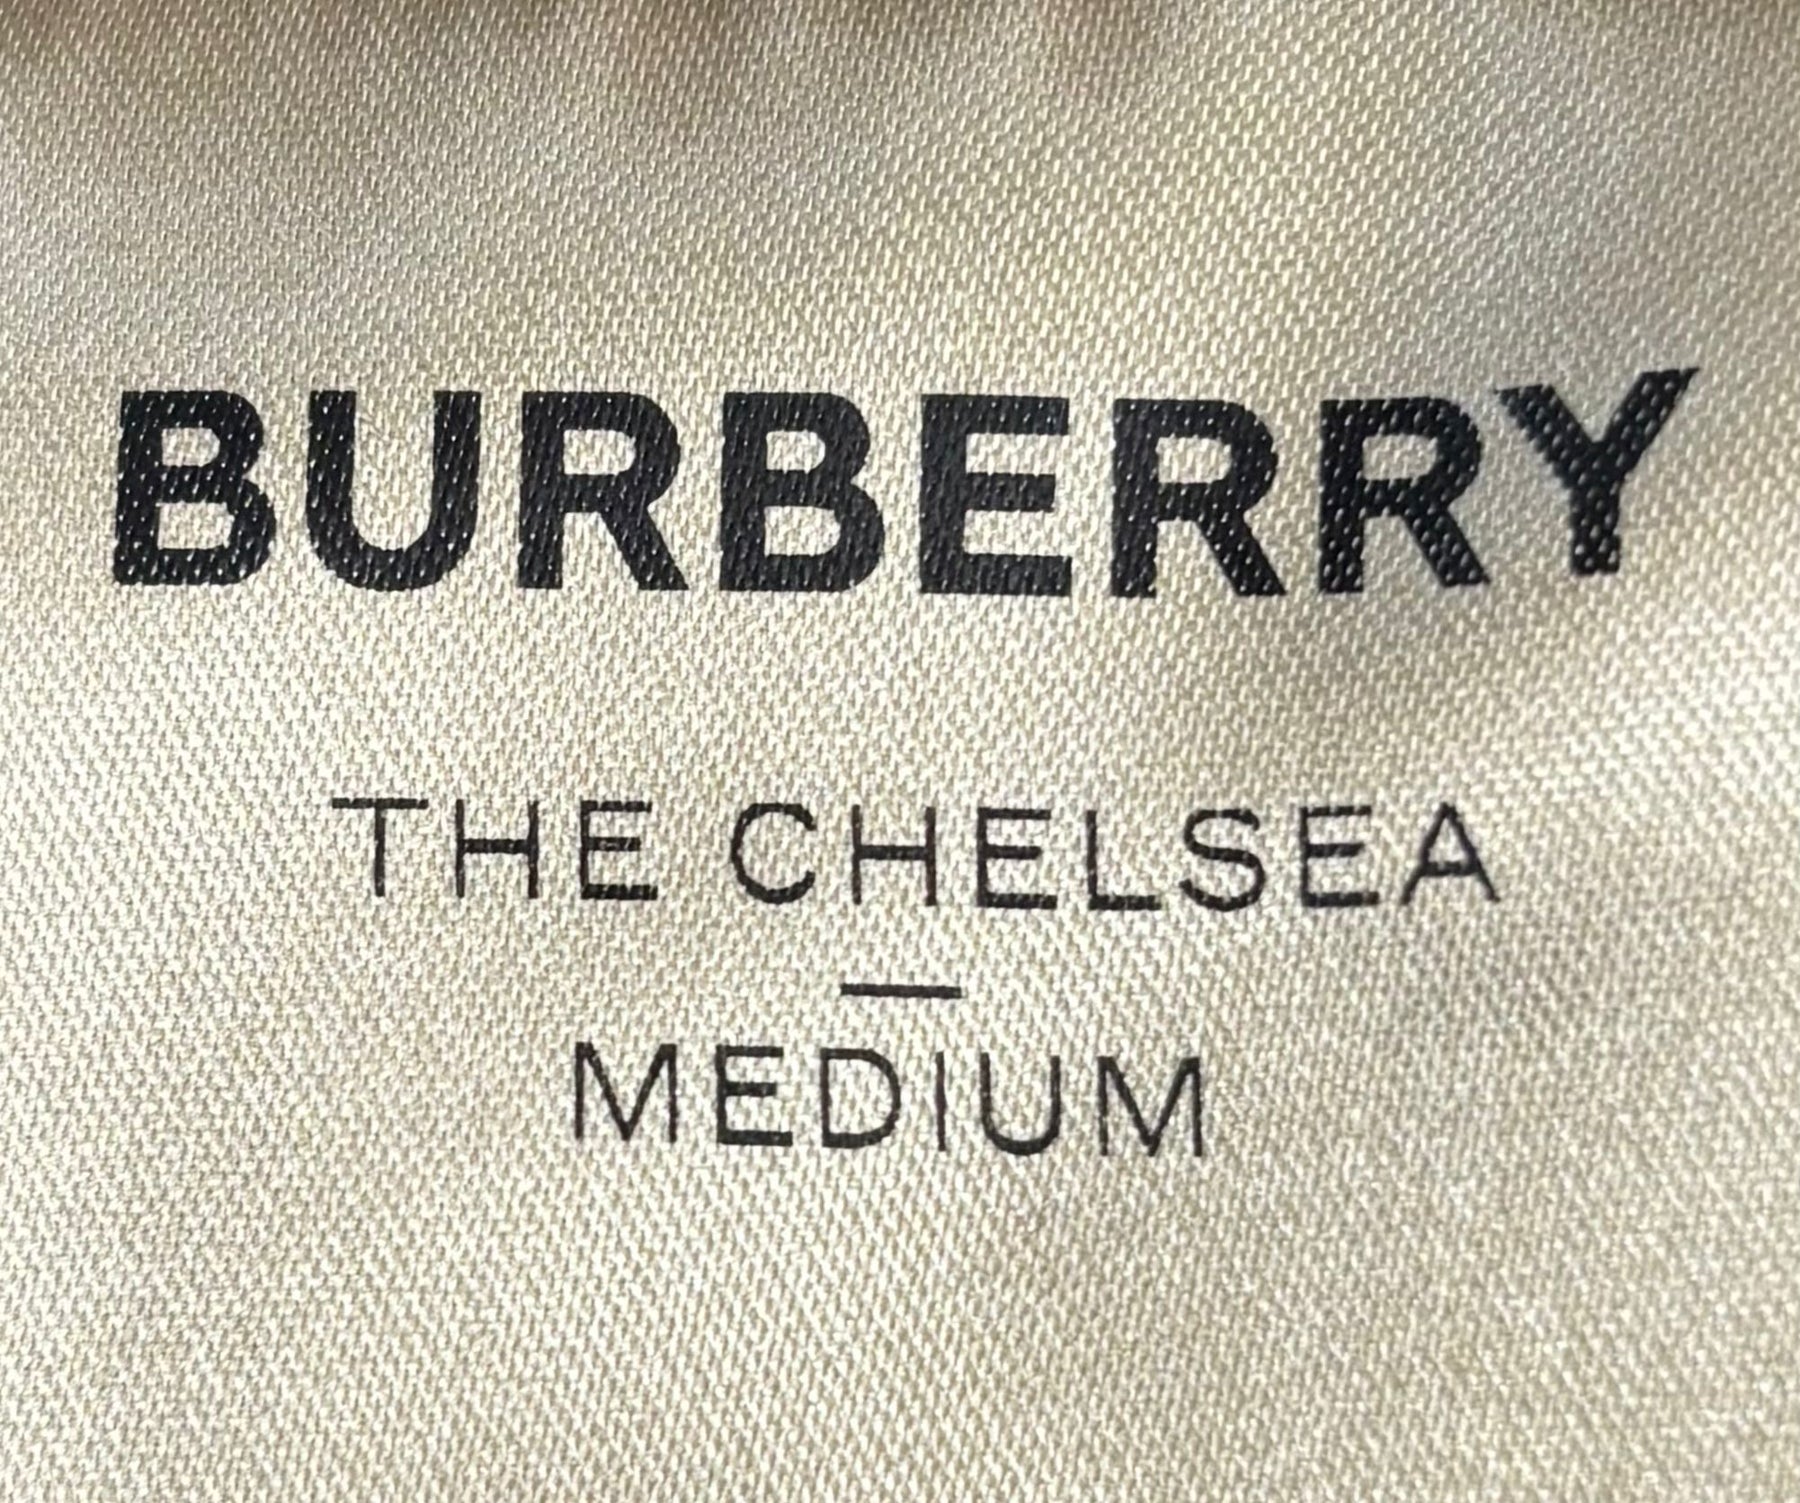 BURBERRY
THE CHELSEA
—
MEDIUM